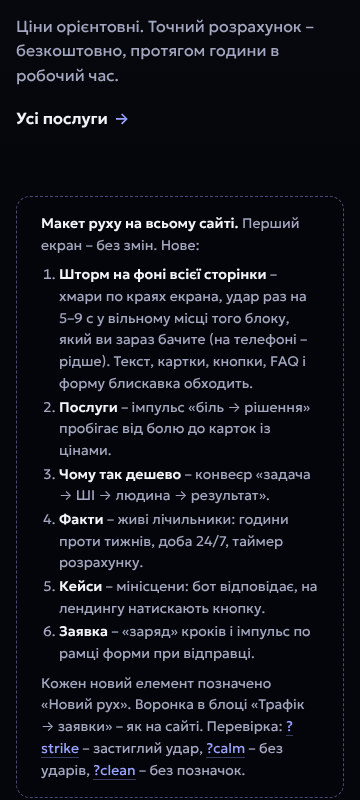 Ціни орієнтовні. Точний розрахунок –
безкоштовно, протягом години в
робочий час.
Усі послуги →
Макет руху на всьому сайті. Перший
екран – без змін. Нове:
1. Шторм на фоні всієї сторінки –
хмари по краях екрана, удар раз на
5–9 с у вільному місці того блоку,
який ви зараз бачите (на телефоні –
рідше). Текст, картки, кнопки, FAQ і
форму блискавка обходить.
2. Послуги – імпульс «біль → рішення»
пробігає від болю до карток із
цінами.
3. Чому так дешево – конвеєр «задача
→ ШІ → людина → результат».
4. Факти – живі лічильники: години
проти тижнів, доба 24/7, таймер
розрахунку.
5. Кейси – мінісцени: бот відповідає, на
лендингу натискають кнопку.
6. Заявка – «заряд» кроків і імпульс по
рамці форми при відправці.
Кожен новий елемент позначено
«Новий рух». Воронка в блоці «Трафік
→ заявки» – як на сайті. Перевірка: ?
strike – застиглий удар, ?calm – без
ударів, ?clean – без позначок.